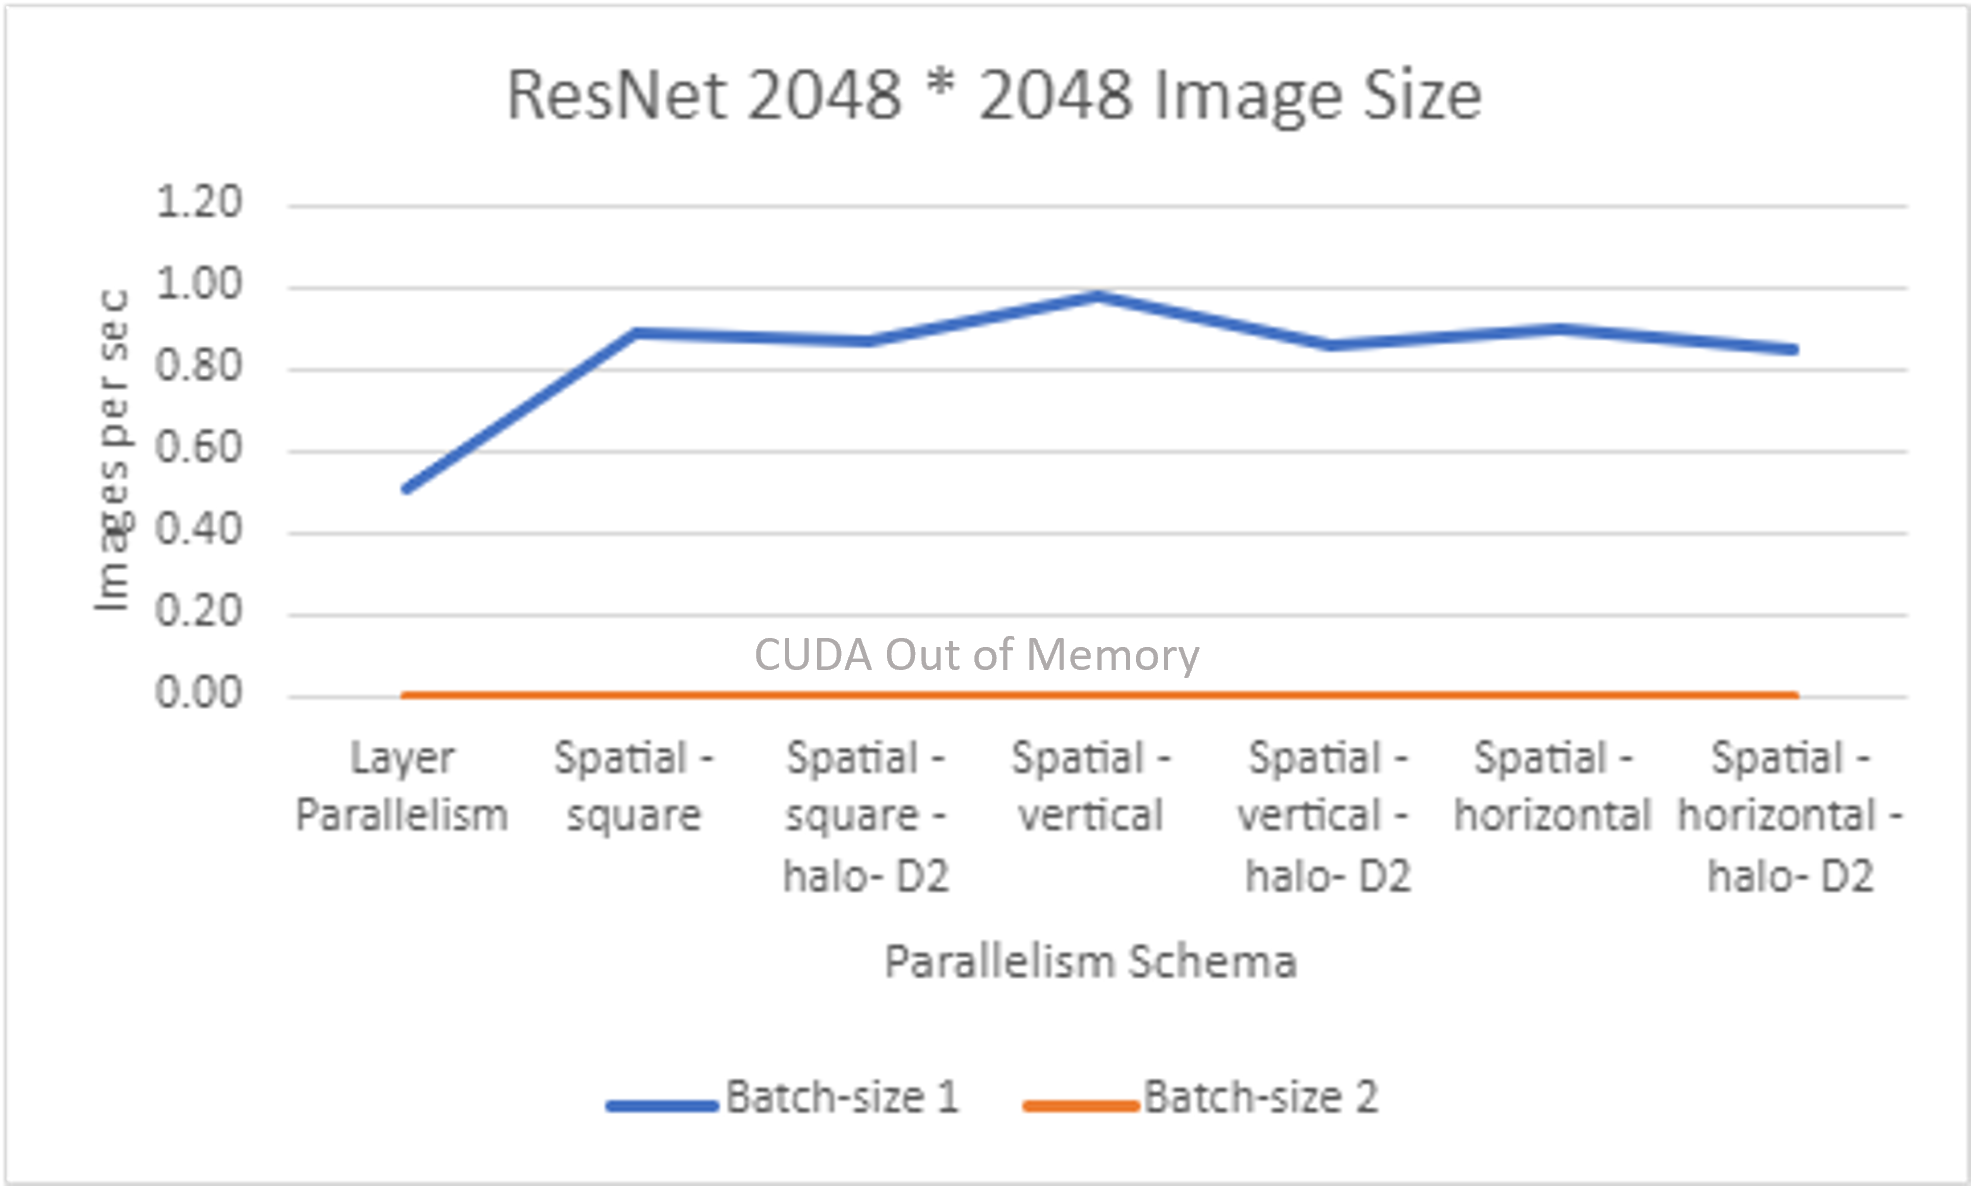 ResNet 2048 * 2048 Image Size
Images per sec
1.20
1.00
0.80
0.60
0.40
0.20
0.00
CUDA Out of Memory
Layer
Parallelism
Spatial -
square
Spatial -
square -
halo- D2
Spatial -
vertical
Spatial -
vertical -
halo- D2
Spatial -
horizontal
Spatial -
horizontal -
halo- D2
Parallelism Schema
Batch-size 1
Batch-size 2